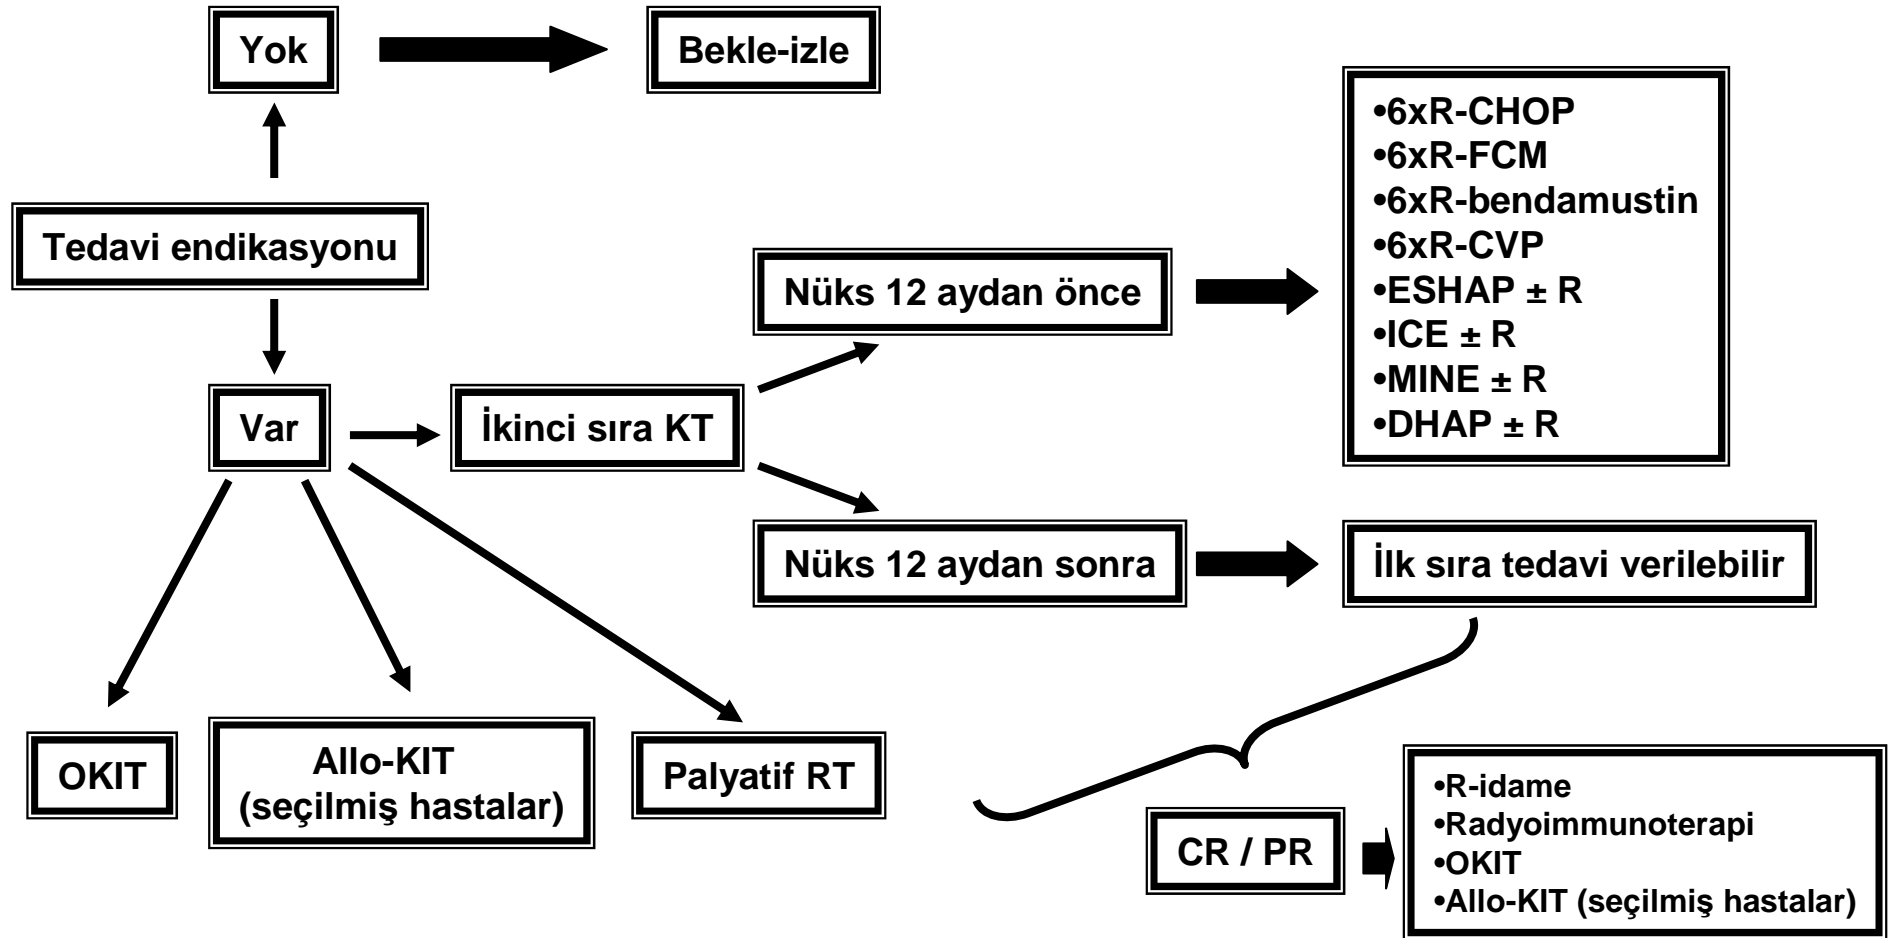 Yok
Bekle-izle
•6xR-CHOP
•6xR-FCM
•6xR-bendamustin
•6xR-CVP
•ESHAP ± R
•ICE ± R
•MINE ± R
•DHAP ± R
Tedavi endikasyonu
Nüks 12 aydan önce
Var
İkinci sıra KT
Nüks 12 aydan sonra
İlk sıra tedavi verilebilir
OKIT
Allo-KIT
(seçilmiş hastalar)
Palyatif RT
CR / PR
•R-idame
•Radyoimmunoterapi
•OKIT
•Allo-KIT (seçilmiş hastalar)